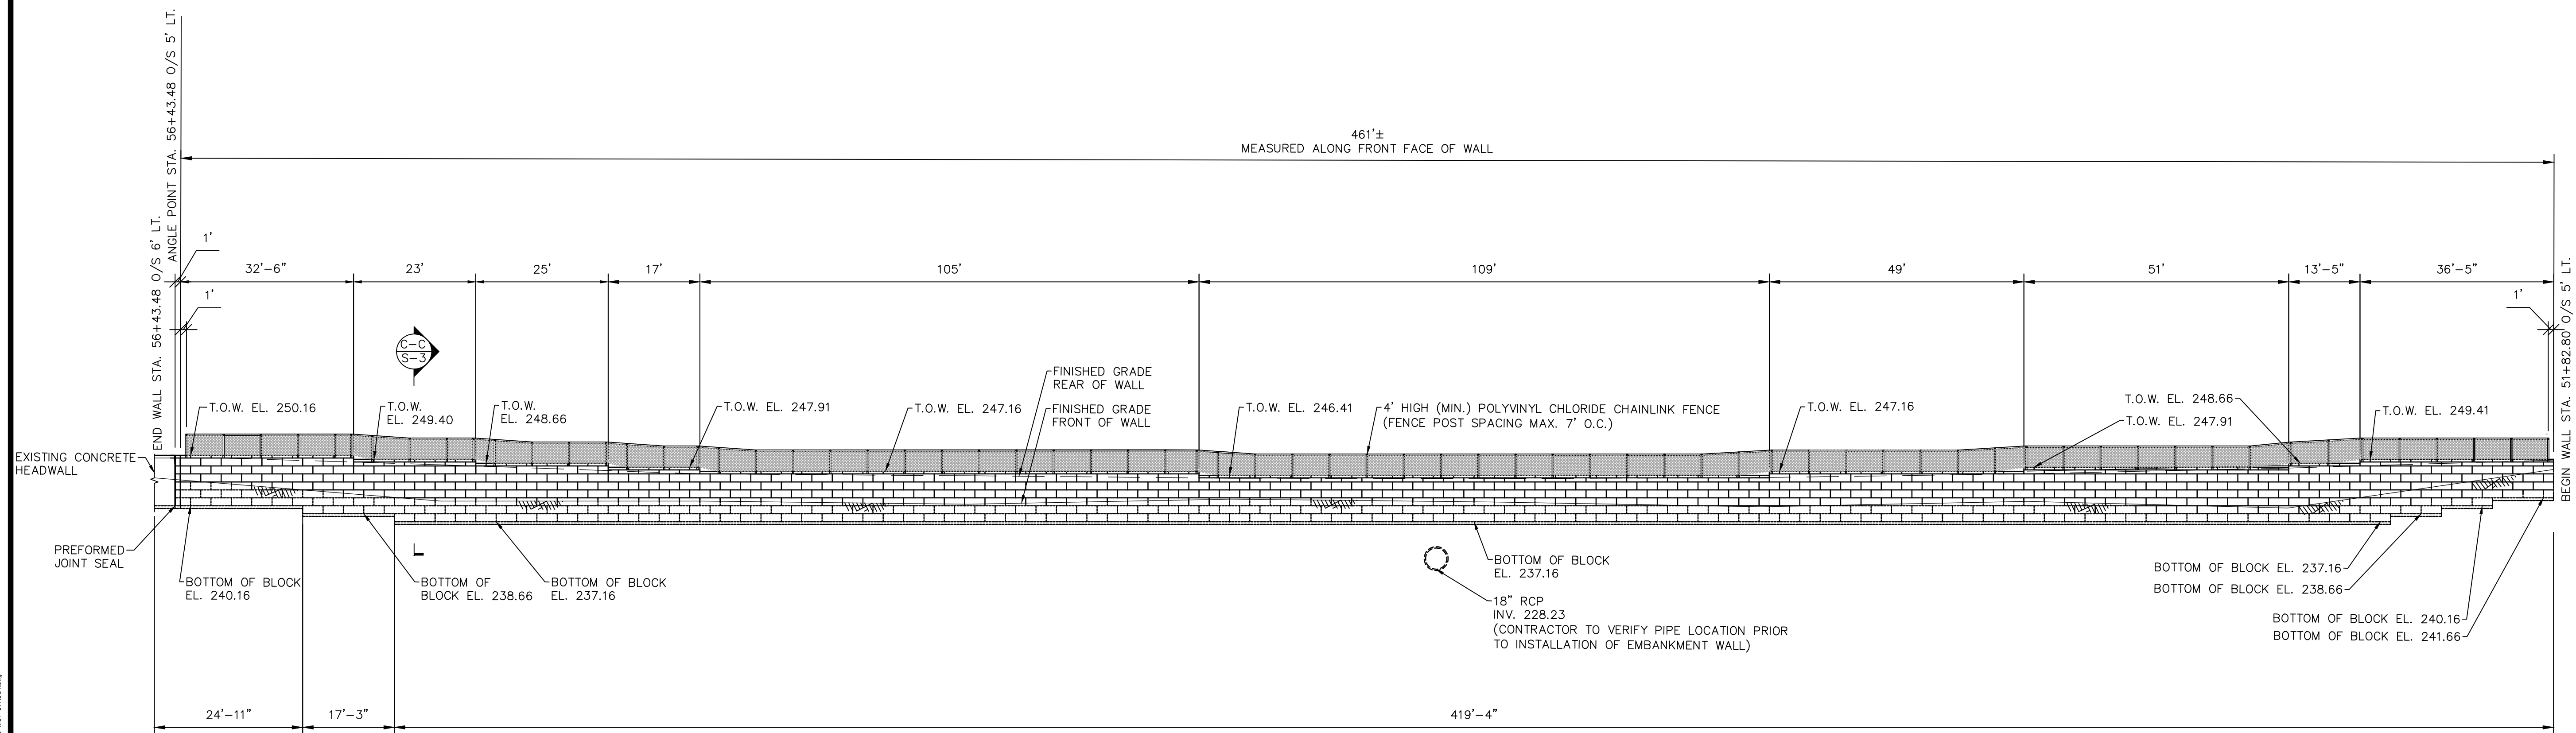 END WALL STA. 56+43.48 O/S 6' LT.
ANGLE POINT STA. 56+43.48 O/S 5' LT.
461'±
MEASURED ALONG FRONT FACE OF WALL
1'
32'-6"
23'
25'
17'
105'
109'
49'
51'
13'-5"
36'-5"
1'
1'
BEGIN WALL STA. 51+82.80 O/S 5' LT.
C-C
S-3
FINISHED GRADE
REAR OF WALL
FINISHED GRADE
FRONT OF WALL
T.O.W. EL. 250.16
T.O.W.
EL. 249.40
T.O.W.
EL. 248.66
T.O.W. EL. 247.91
T.O.W. EL. 247.16
T.O.W. EL. 246.41
4' HIGH (MIN.) POLYVINYL CHLORIDE CHAINLINK FENCE
(FENCE POST SPACING MAX. 7' O.C.)
T.O.W. EL. 247.16
T.O.W. EL. 248.66
T.O.W. EL. 247.91
T.O.W. EL. 249.41
EXISTING CONCRETE
HEADWALL
PREFORMED
JOINT SEAL
BOTTOM OF BLOCK
EL. 240.16
BOTTOM OF
BLOCK EL. 238.66
BOTTOM OF BLOCK
EL. 237.16
BOTTOM OF BLOCK
EL. 237.16
18" RCP
INV. 228.23
(CONTRACTOR TO VERIFY PIPE LOCATION PRIOR
TO INSTALLATION OF EMBANKMENT WALL)
BOTTOM OF BLOCK EL. 237.16
BOTTOM OF BLOCK EL. 238.66
BOTTOM OF BLOCK EL. 240.16
BOTTOM OF BLOCK EL. 241.66
24'-11"
17'-3"
419'-4"